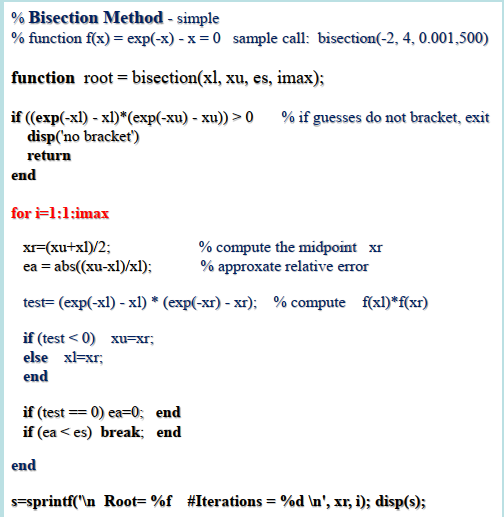 % Bisection Method - simple
% function f(x) = exp(-x) - x = 0   sample call:  bisection(-2, 4, 0.001,500)
function  root = bisection(xl, xu, es, imax);
if ((exp(-xl) - xl)*(exp(-xu) - xu)) > 0      % if guesses do not bracket, exit
disp('no bracket')
return
end
for i=1:1:imax
xr=(xu+xl)/2;      % compute the midpoint   xr
ea = abs((xu-xl)/xl);      % approxate relative error
test= (exp(-xl) - xl) * (exp(-xr) - xr);   % compute   f(xl)*f(xr)
if (test < 0)   xu=xr;
else   xl=xr;
end
if (test == 0) ea=0;  end
if (ea < es)  break;  end
end
s=sprintf('\n  Root= %f   #Iterations = %d \n', xr, i); disp(s);